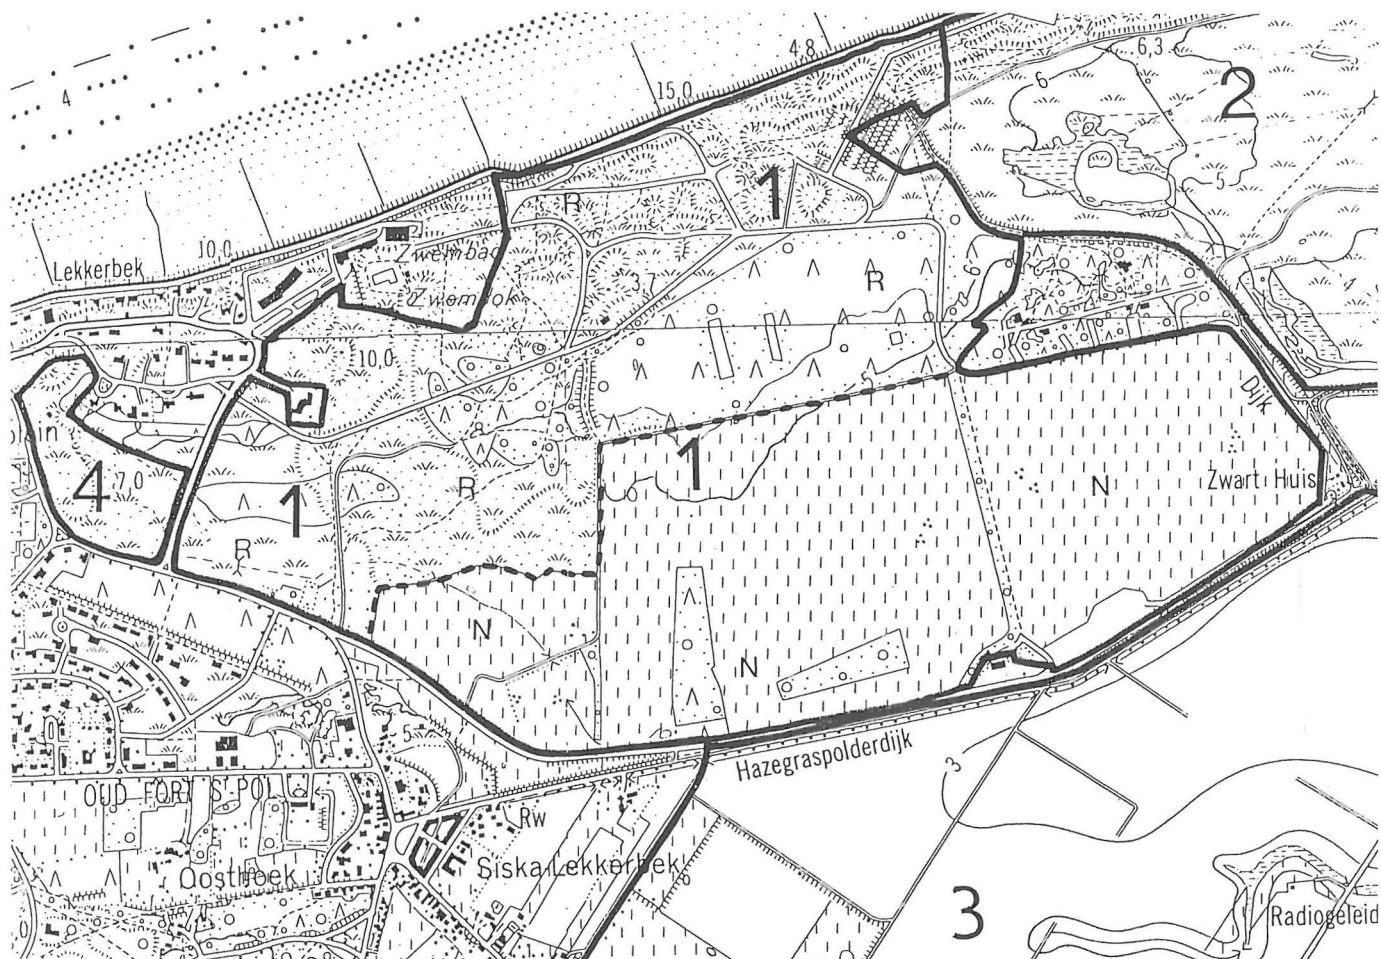 4
4,8
15,0
6,3
6
2
5
1
R
10,0
Lekkerbek
Zwembad
3,7
R
6
10,0
Dijk
8
1
4
7,0
R
1
N
Zwart Huis
R
N
N
5
Hazegraspolderdijk
3
OUD FORT S' POL
Rw
Oosthoek
Siska-Lekkerbek
3
Radiogeleid